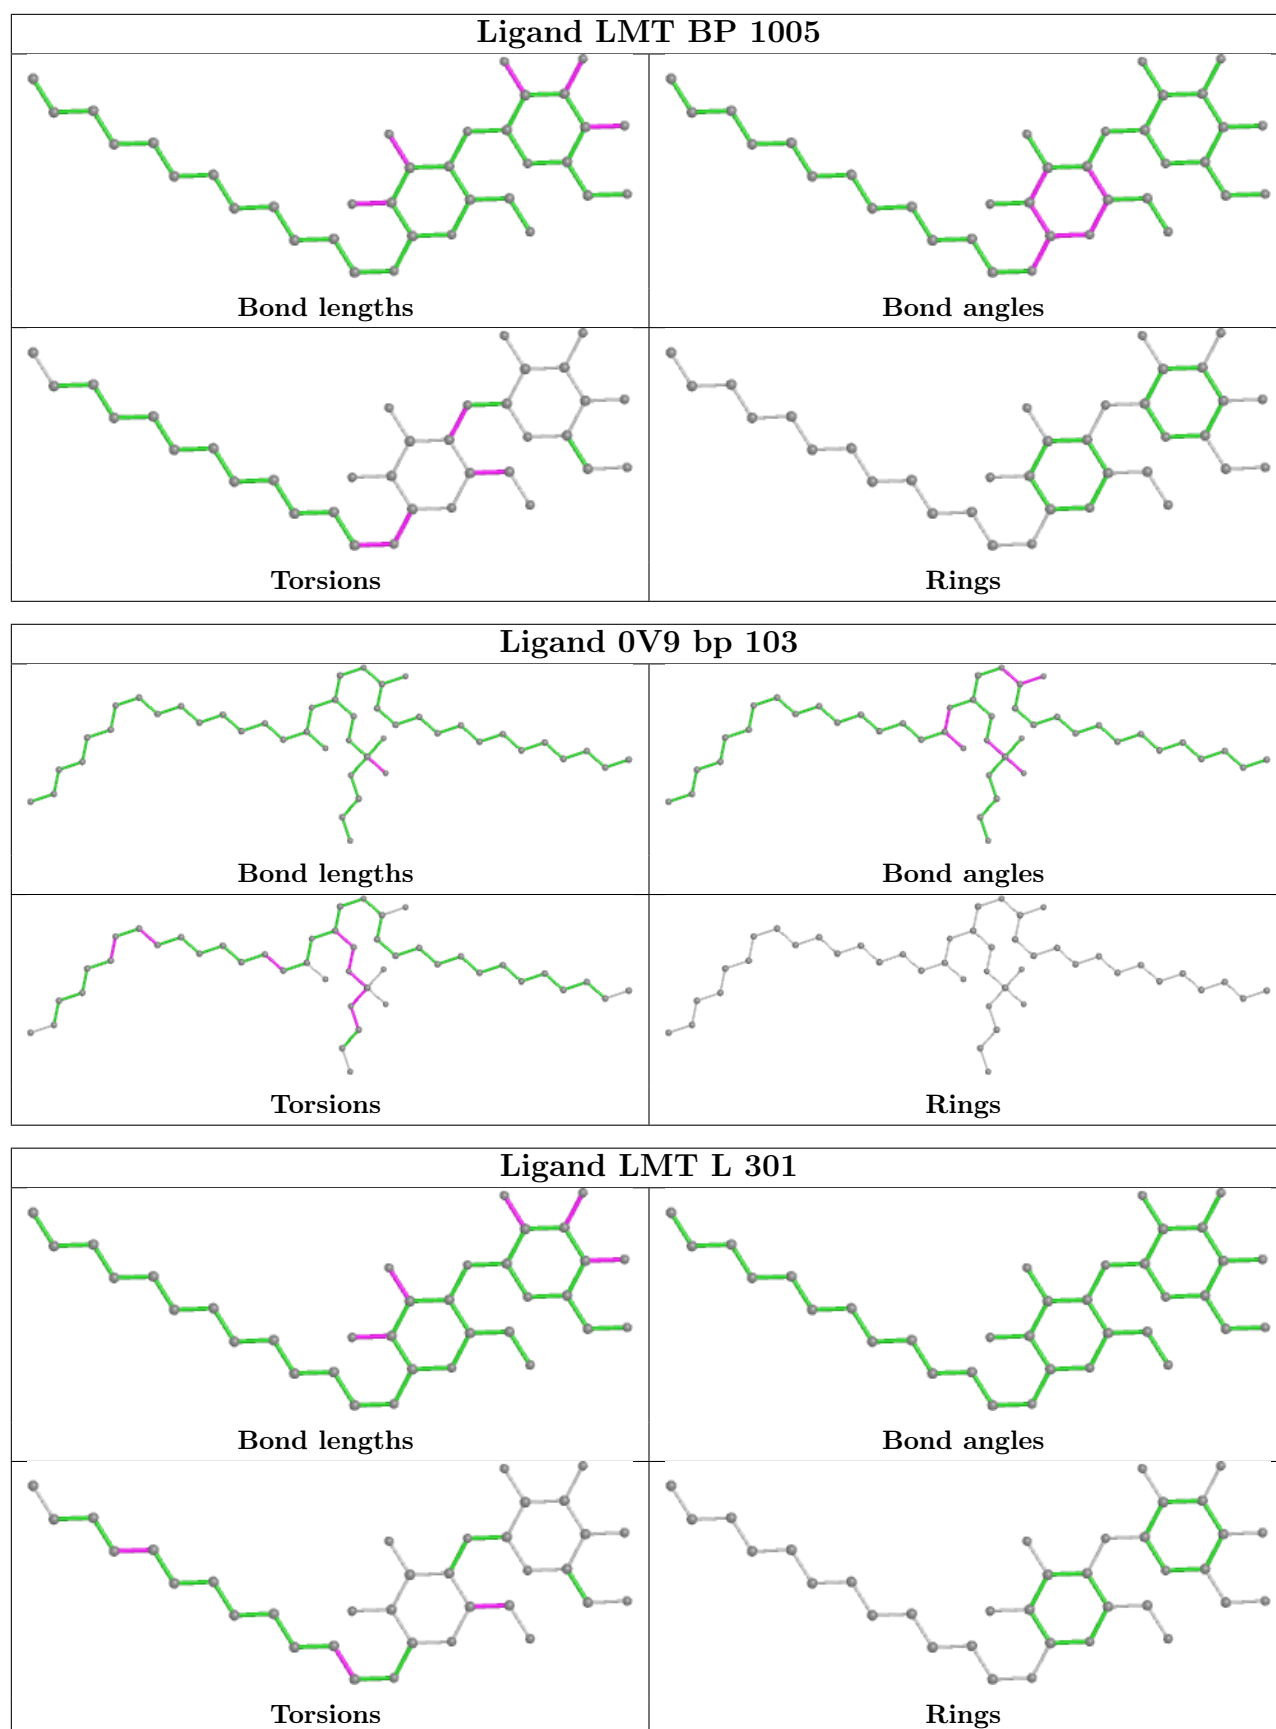 Ligand LMT BP 1005
Bond lengths
Bond angles
Torsions
Rings
Ligand 0V9 bp 103
Bond lengths
Bond angles
Torsions
Rings
Ligand LMT L 301
Bond lengths
Bond angles
Torsions
Rings